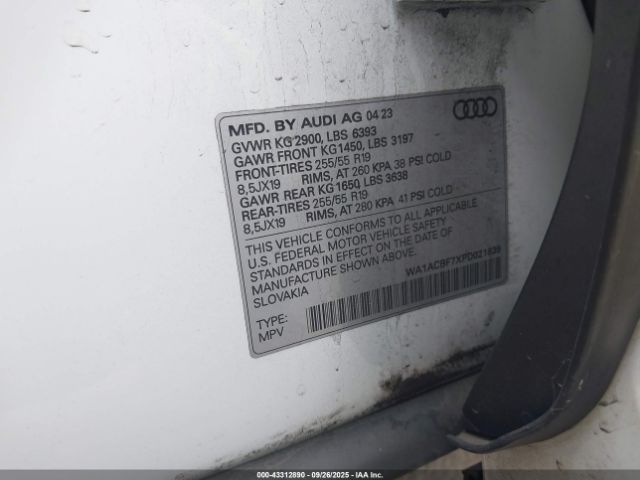 MFD. BY AUDI AG 04 23
GVWR KG 2900, LBS 6393
GAWR FRONT KG1450, LBS 3197
FRONT-TIRES 255/55 R19
8,5JX19 RIMS, AT 260 KPA 38 PSI COLD
GAWR REAR KG 1650, LBS 3638
REAR-TIRES 255/55 R19
8,5JX19 RIMS, AT 280 KPA 41 PSI COLD
THIS VEHICLE CONFORMS TO ALL APPLICABLE
U.S. FEDERAL MOTOR VEHICLE SAFETY
STANDARDS IN EFFECT ON THE DATE OF
MANUFACTURE SHOWN ABOVE.
SLOVAKIA WA1ACBF7XPD021839
TYPE:
MPV
000-43312890 - 09/26/2025 - IAA